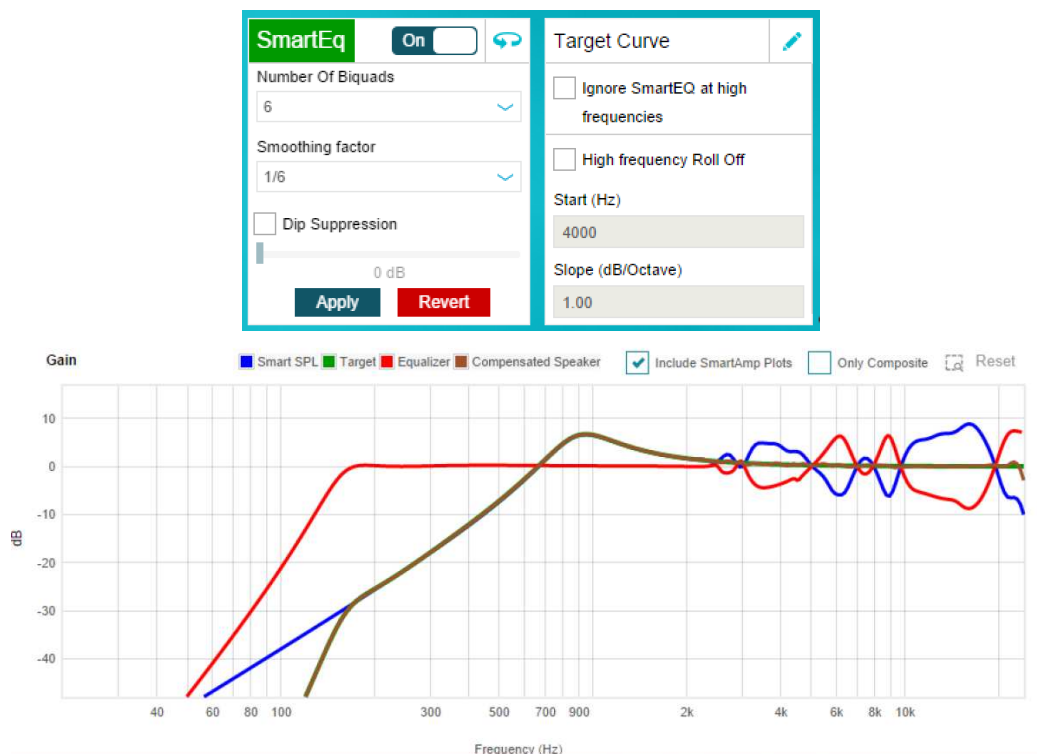 SmartEq On
Number Of Biquads
6
Smoothing factor
1/6
Dip Suppression
0 dB
Apply Revert
Target Curve
Ignore SmartEQ at high
frequencies
High frequency Roll Off
Start (Hz)
4000
Slope (dB/Octave)
1.00
Gain Smart SPL Target Equalizer Compensated Speaker Include SmartAmp Plots Only Composite Reset
10
0
-10
-20
-30
-40
dB
40 60 80 100 300 500 700 900 2k 4k 6k 8k 10k
Frequency (Hz)